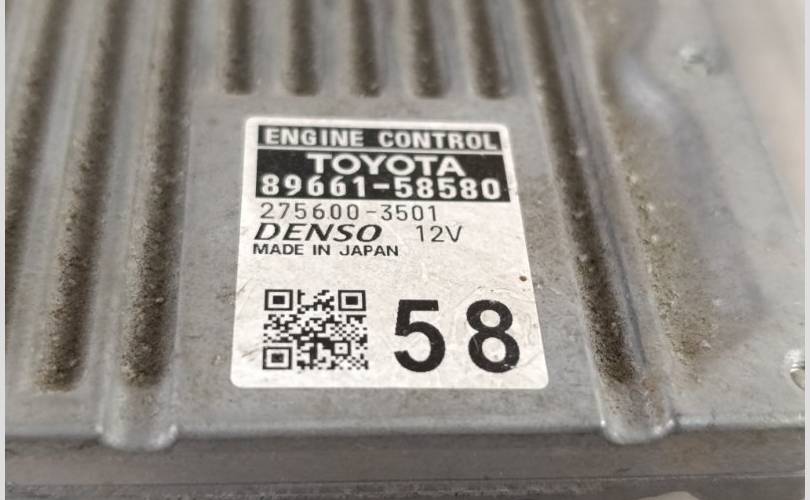 ENGINE CONTROL
TOYOTA
89661-58580
275600-3501
DENSO 12V
MADE IN JAPAN
58